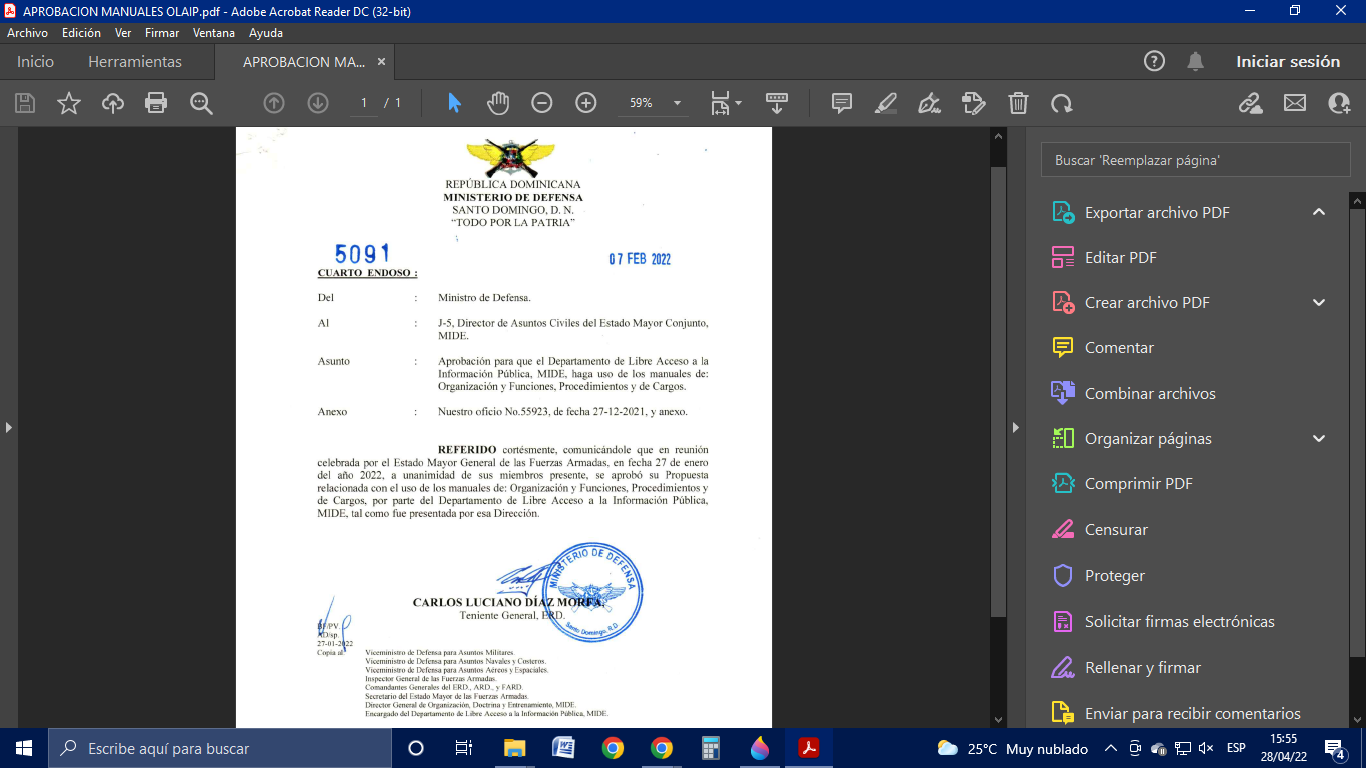 APROBACION MANUALES OLAIP.pdf - Adobe Acrobat Reader DC (32-bit)
Archivo Edición Ver Firmar Ventana Ayuda
Inicio Herramientas APROBACION MA... ×
? Iniciar sesión
1 / 1 59%
REPÚBLICA DOMINICANA
MINISTERIO DE DEFENSA
SANTO DOMINGO, D. N.
“TODO POR LA PATRIA”
5091 07 FEB 2022
CUARTO ENDOSO :
Del : Ministro de Defensa.
Al : J-5, Director de Asuntos Civiles del Estado Mayor Conjunto,
MIDE.
Asunto : Aprobación para que el Departamento de Libre Acceso a la
Información Pública, MIDE, haga uso de los manuales de:
Organización y Funciones, Procedimientos y de Cargos.
Anexo : Nuestro oficio No.55923, de fecha 27-12-2021, y anexo.
REFERIDO cortésmente, comunicándole que en reunión
celebrada por el Estado Mayor General de las Fuerzas Armadas, en fecha 27 de enero
del año 2022, a unanimidad de sus miembros presente, se aprobó su Propuesta
relacionada con el uso de los manuales de: Organización y Funciones, Procedimientos y
de Cargos, por parte del Departamento de Libre Acceso a la Información Pública,
MIDE, tal como fue presentada por esa Dirección.
MINISTERIO DE DEFENSA
Santo Domingo, R.D.
CARLOS LUCIANO DÍAZ MORFA,
Teniente General, ERD.
AD/sp.
27-01-2022
Copia al: Viceministro de Defensa para Asuntos Militares.
Viceministro de Defensa para Asuntos Navales y Costeros.
Viceministro de Defensa para Asuntos Aéreos y Espaciales.
Inspector General de las Fuerzas Armadas.
Comandantes Generales del ERD., ARD., y FARD.
Secretario del Estado Mayor de las Fuerzas Armadas.
Director General de Organización, Doctrina y Entrenamiento, MIDE.
Encargado del Departamento de Libre Acceso a la Información Pública, MIDE.
Buscar 'Reemplazar página'
Exportar archivo PDF
Editar PDF
Crear archivo PDF
Comentar
Combinar archivos
Organizar páginas
Comprimir PDF
Censurar
Proteger
Solicitar firmas electrónicas
Rellenar y firmar
Enviar para recibir comentarios
Escribe aquí para buscar
25°C Muy nublado ESP 15:55
28/04/22
4